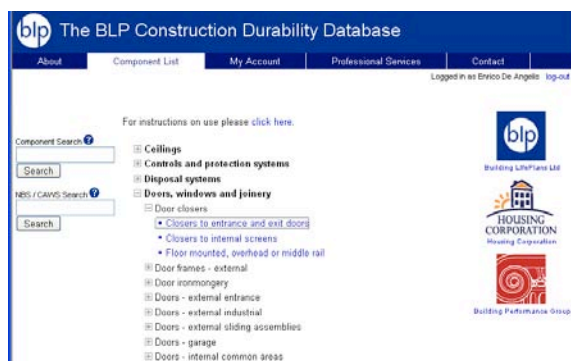 blp The BLP Construction Durability Database
About Component List My Account Professional Services Contact
Logged in as Enrico De Angelis log-out
For instructions on use please click here.
Component Search ?
Search
NBS / CAWS Search ?
Search
Ceilings
Controls and protection systems
Disposal systems
Doors, windows and joinery
Door closers
Closers to entrance and exit doors
Closers to internal screens
Floor mounted, overhead or middle rail
Door frames - external
Door ironmongery
Doors - external entrance
Doors - external industrial
Doors - external sliding assemblies
Doors - garage
Doors - internal common areas
blp
Building LifePlans Ltd
HOUSING
CORPORATION
Housing Corporation
Building Performance Group